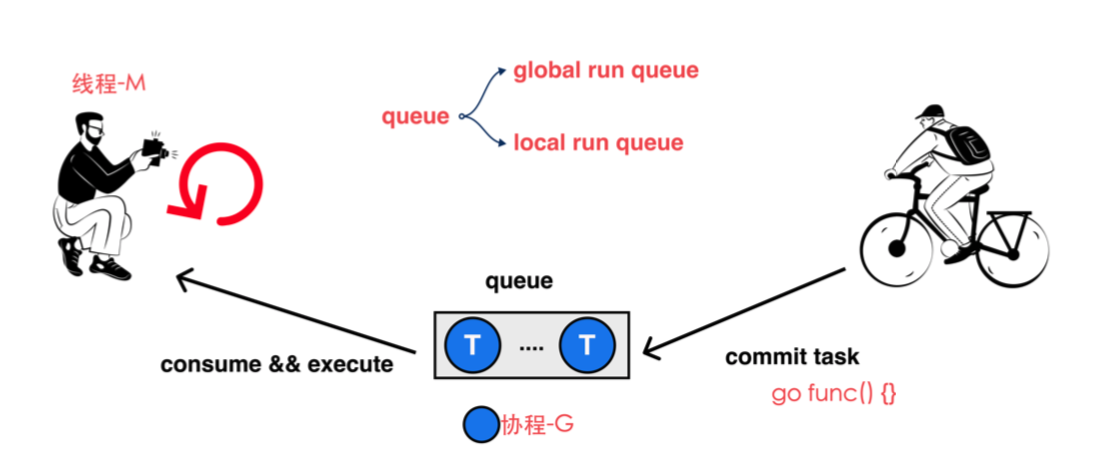 线程-M
global run queue
queue
local run queue
queue
T .... T
consume && execute
commit task
go func() {}
协程-G